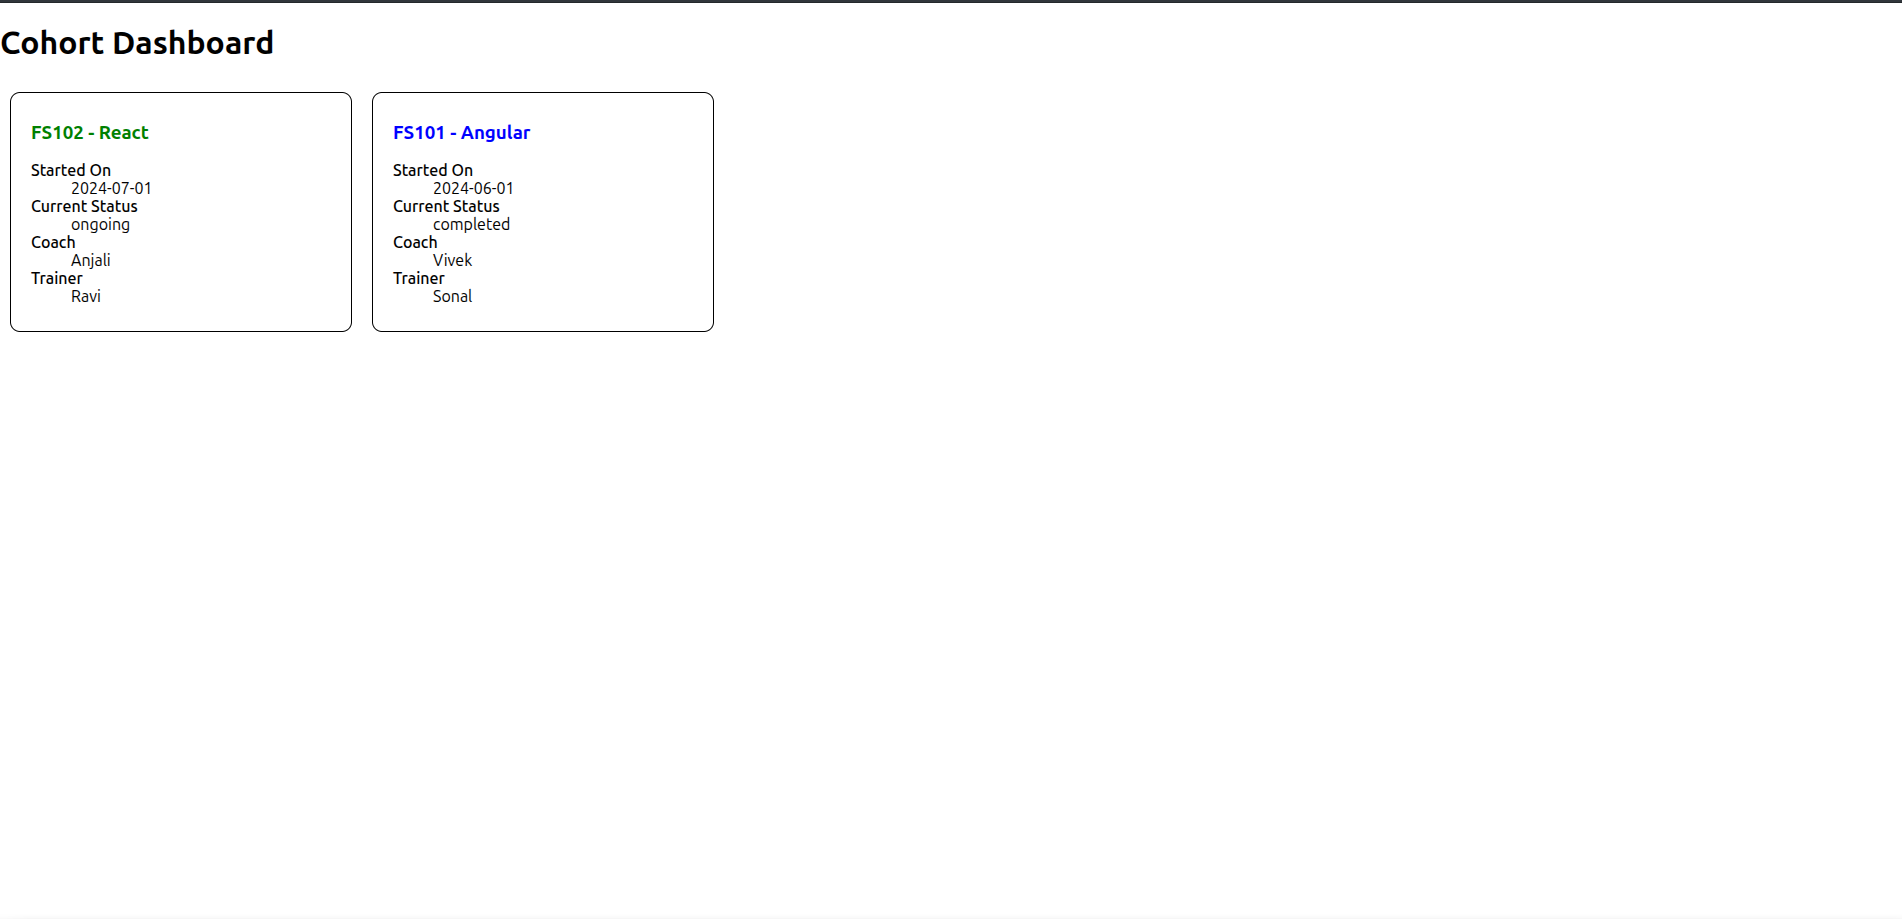 Cohort Dashboard
FS102 - React
Started On
2024-07-01
Current Status
ongoing
Coach
Anjali
Trainer
Ravi
FS101 - Angular
Started On
2024-06-01
Current Status
completed
Coach
Vivek
Trainer
Sonal